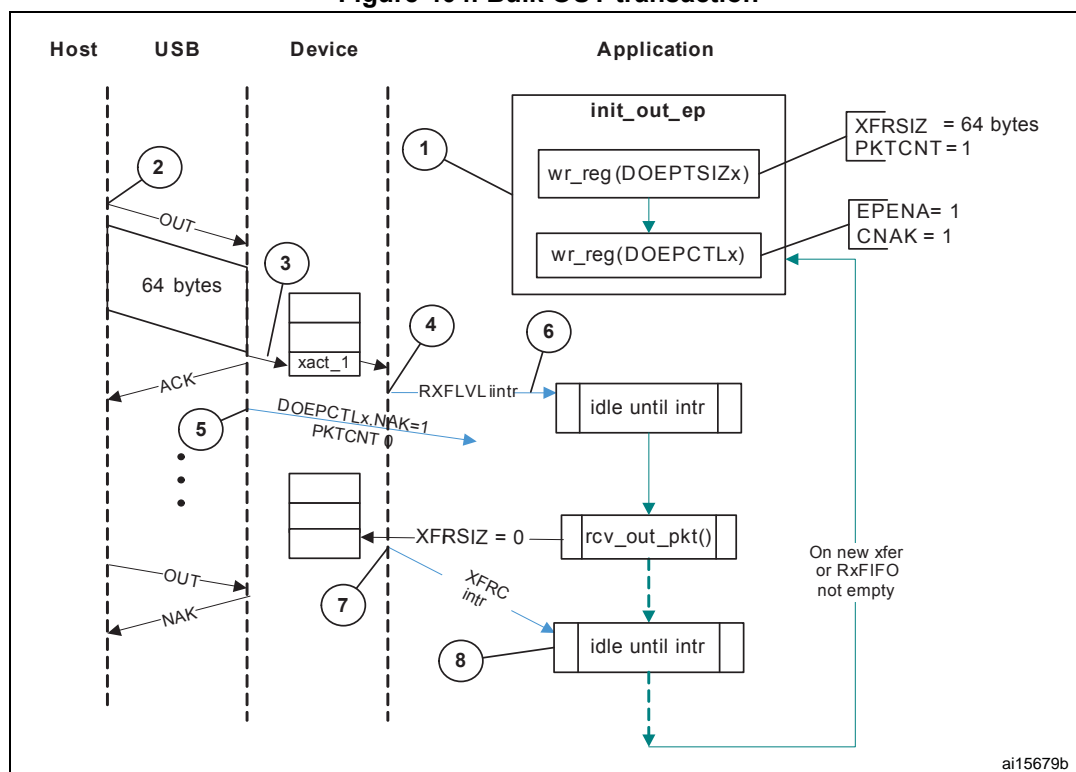 Host USB Device Application
init_out_ep
XFRSIZ = 64 bytes
PKTCNT = 1
1
wr_reg(DOEPTSIZx)
2
OUT
EPENA= 1
CNAK = 1
wr_reg(DOEPCTLx)
3
64 bytes
4
6
xact_1
ACK
RXFLVL iintr
idle until intr
DOEPCTLx.NAK=1
PKTCNT 0
5
XFRSIZ = 0
rcv_out_pkt()
On new xfer
or RxFIFO
not empty
OUT
XFRC
intr
NAK
7
idle until intr
8
ai15679b